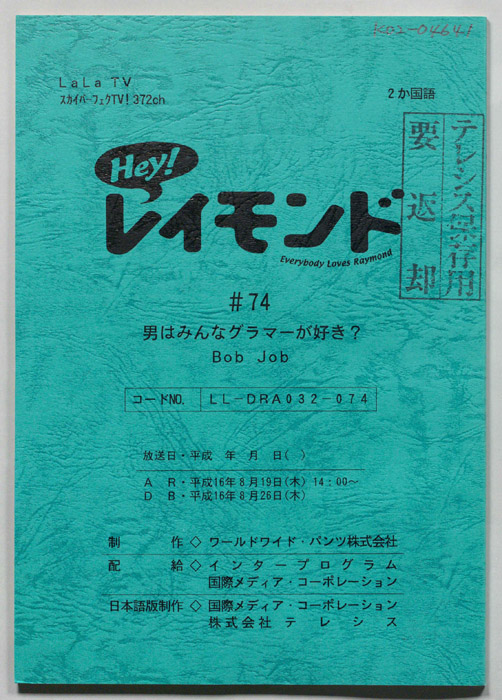 K02-04641
LaLa TV
スカイパーフェクTV! 372ch
2か国語
テレシス保存用
要返却
Hey!
レイモンド
Everybody Loves Raymond
#74
男はみんなグラマーが好き?
Bob Job
コードNO. LL-DRA032-074
放送日・平成 年 月 日( )
A R・平成16年8月19日(木) 14:00~
D B・平成16年8月26日(木)
制作◇ワールドワイド・パンツ株式会社
配給◇インタープログラム
国際メディア・コーポレーション
日本語版制作◇国際メディア・コーポレーション
株式会社テレシス